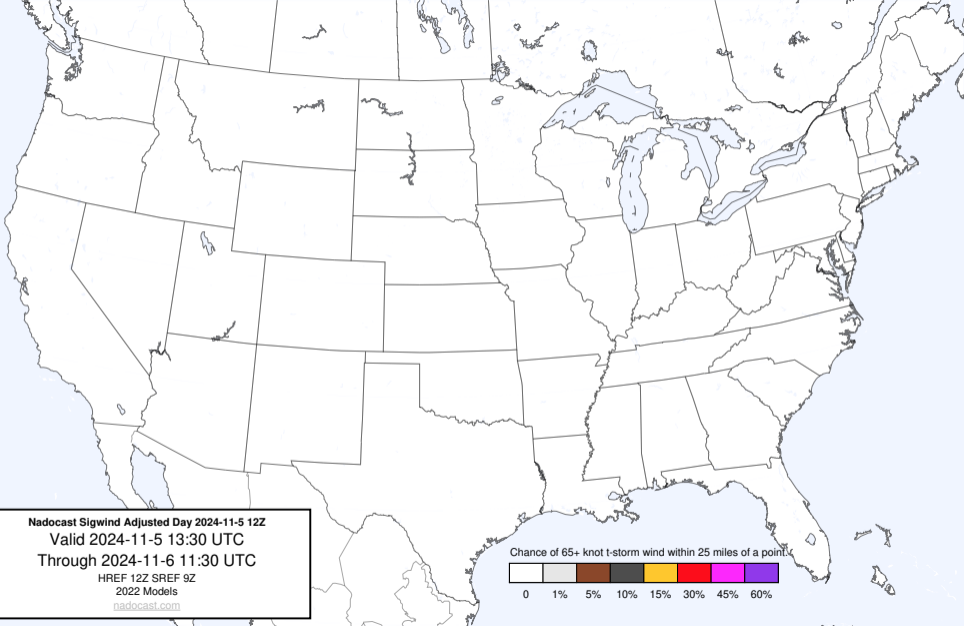 Nadocast Sigwind Adjusted Day 2024-11-5 12Z
Valid 2024-11-5 13:30 UTC
Through 2024-11-6 11:30 UTC
HREF 12Z SREF 9Z
2022 Models
nadocast.com
Chance of 65+ knot t-storm wind within 25 miles of a point.
0 1% 5% 10% 15% 30% 45% 60%